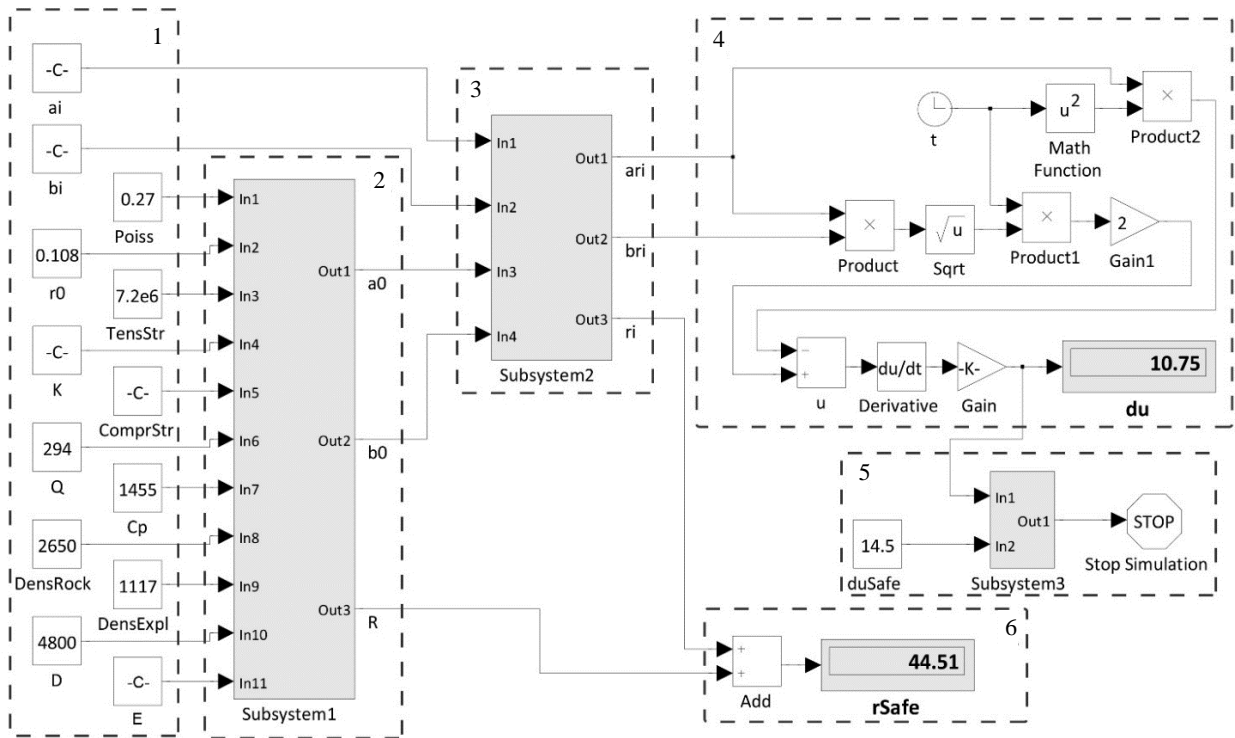 1
-C-
ai
-C-
bi
0.27
Poiss
0.108
r0
7.2e6
TensStr
-C-
K
-C-
ComprStr
294
Q
1455
Cp
2650
DensRock
1117
DensExpl
4800
D
-C-
E
2
In1
In2
In3
In4
In5
In6
In7
In8
In9
In10
In11
Out1
Out2
Out3
Subsystem1
a0
b0
R
3
In1
In2
In3
In4
Out1
Out2
Out3
Subsystem2
ari
bri
ri
4
t
u²
Math
Function
×
Product2
×
Product
√u
Sqrt
×
Product1
2
Gain1
−
+
u
du/dt
Derivative
-K-
Gain
10.75
du
5
14.5
duSafe
In1
In2
Out1
Subsystem3
STOP
Stop Simulation
6
+
+
Add
44.51
rSafe